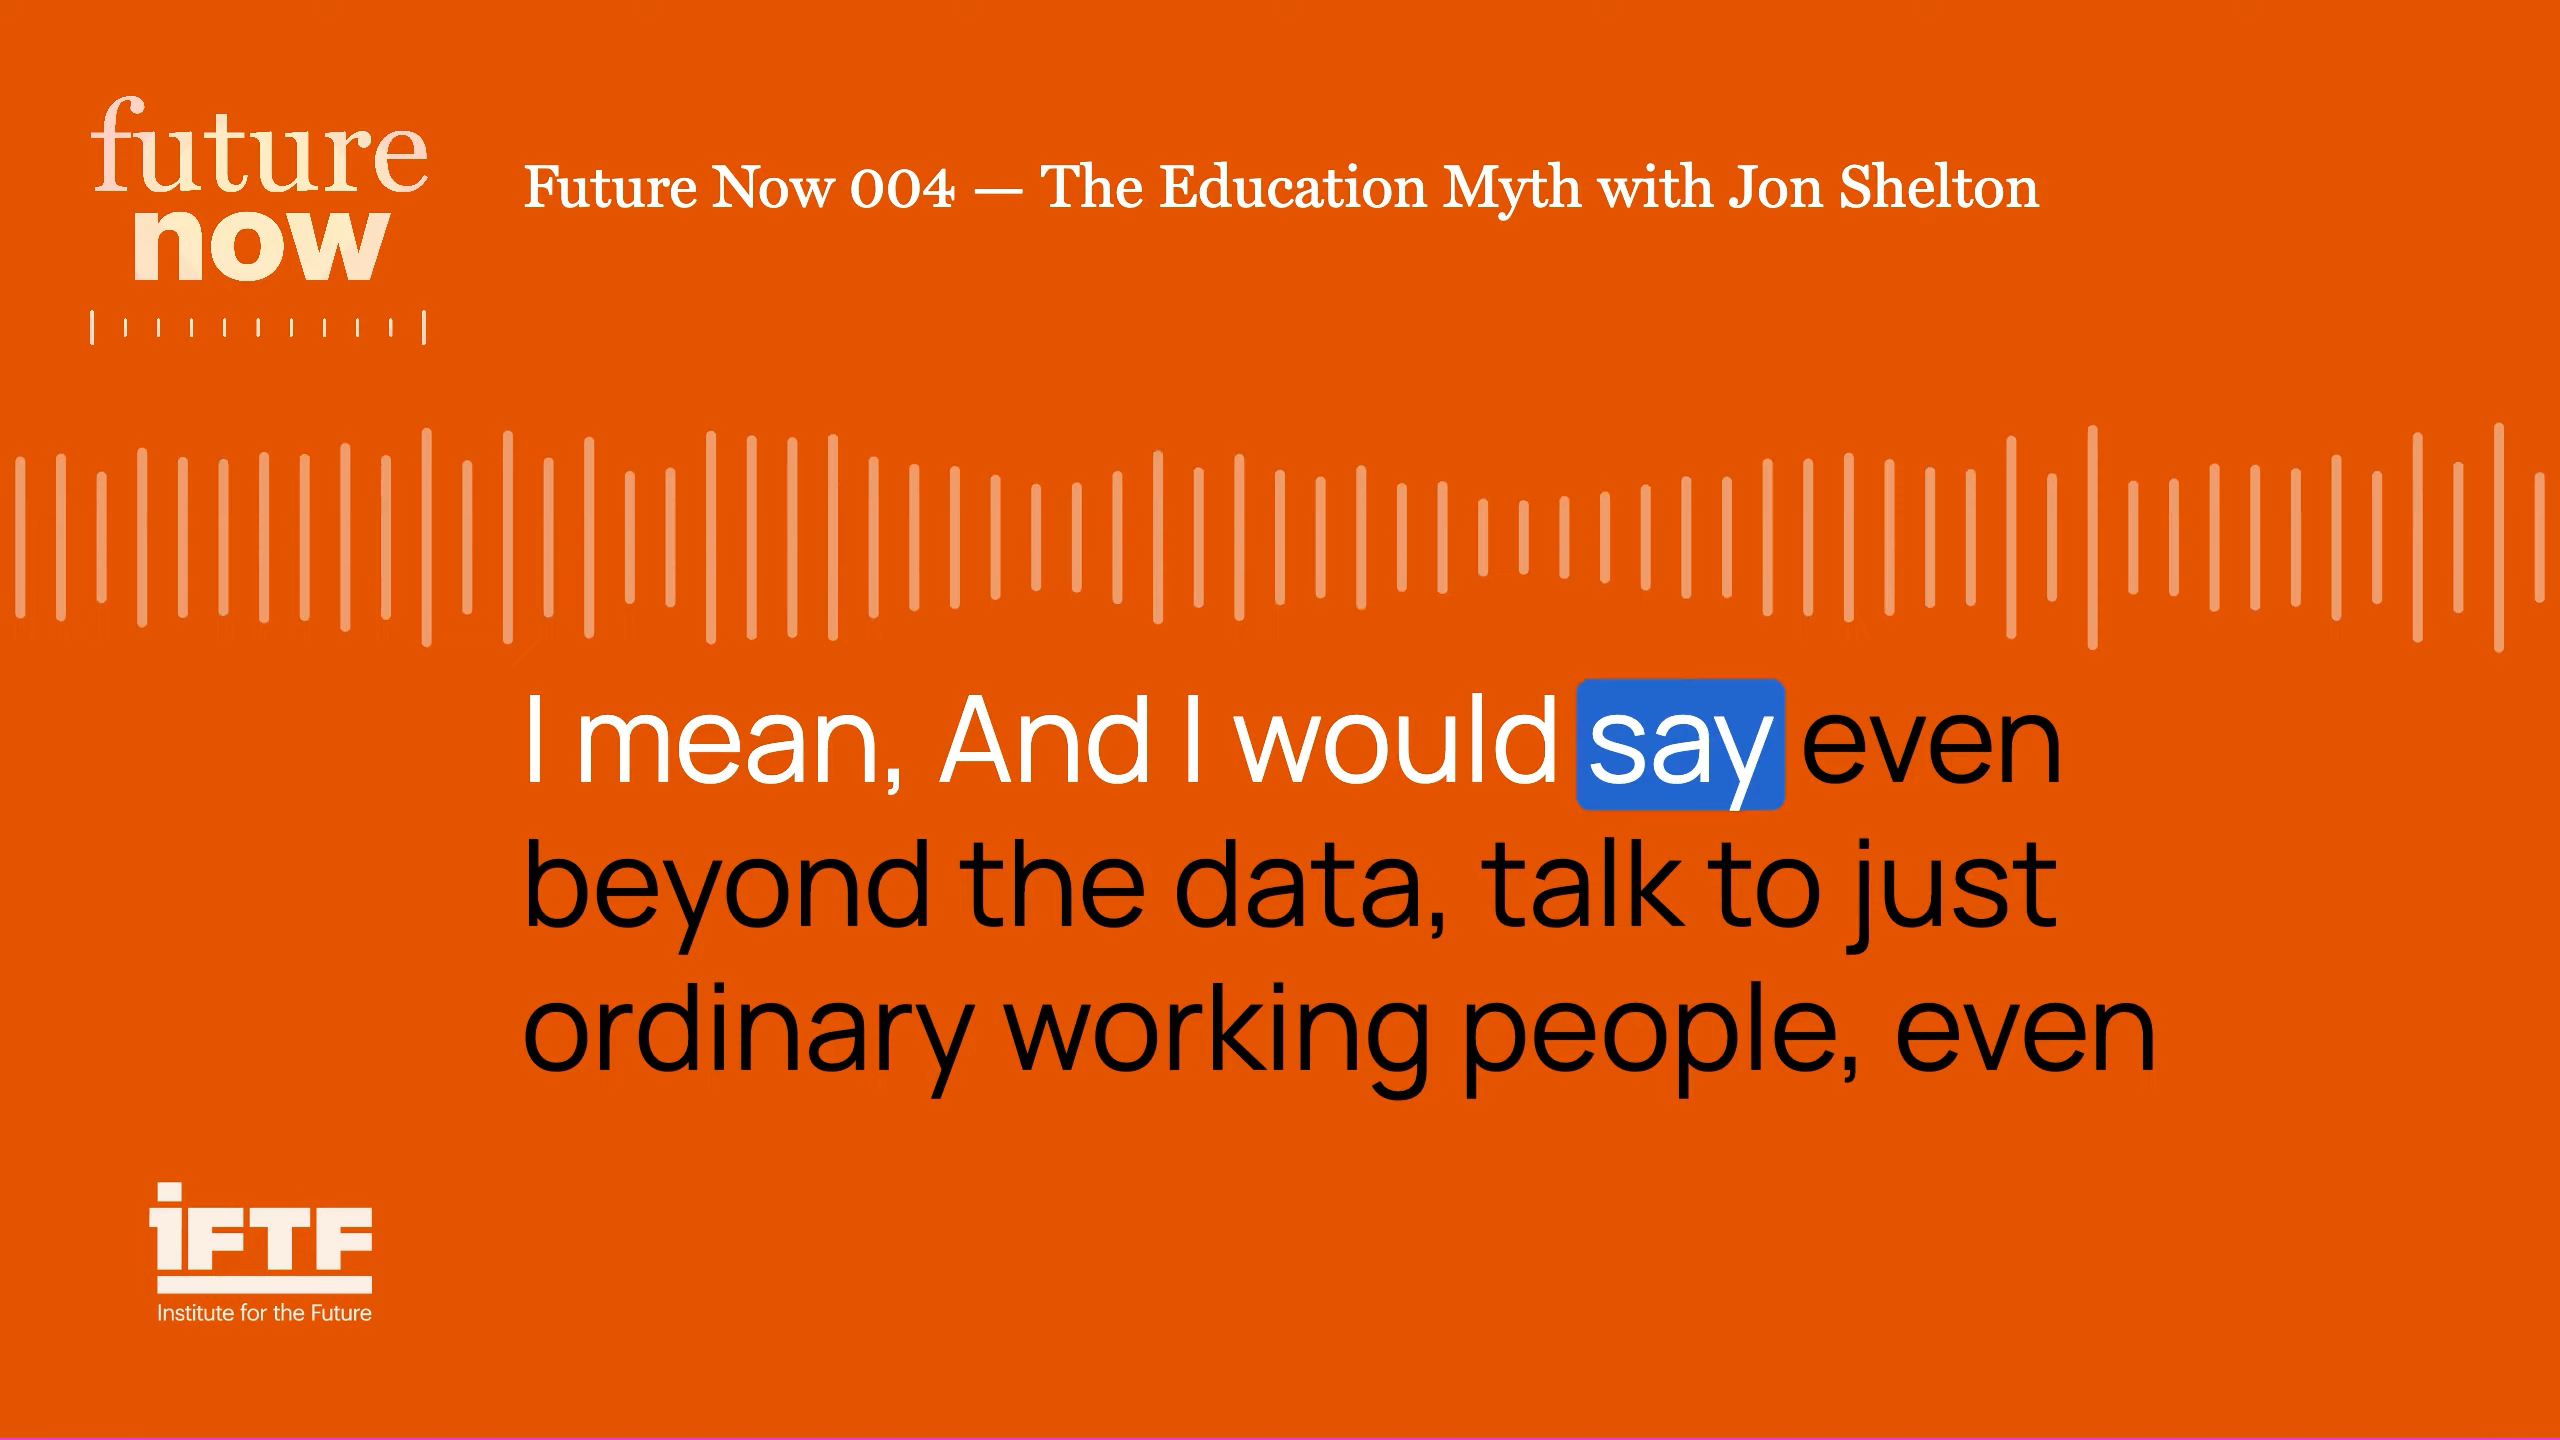 future
now
Future Now 004 — The Education Myth with Jon Shelton
I mean, And I would say even
beyond the data, talk to just
ordinary working people, even
iFTF
Institute for the Future